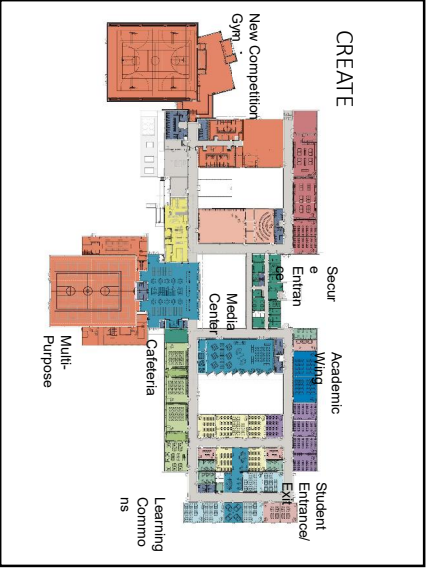 CREATE
New Competition
Gym
Secur
e
Entran
ce
Media
Center
Academic
Wing
Cafeteria
Multi-
Purpose
Student
Entrance/
Exit
Learning
Commo
ns